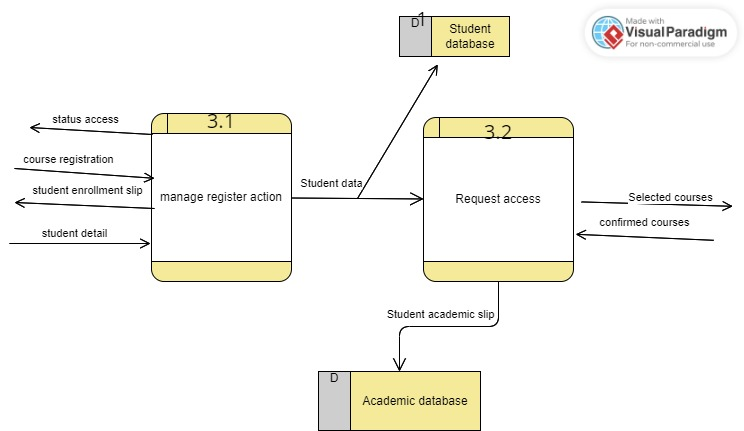 D1
Student
database
Made with
Visual Paradigm
For non-commercial use
3.1
3.2
status access
course registration
student enrollment slip
student detail
manage register action
Student data
Request access
Selected courses
confirmed courses
Student academic slip
D
Academic database